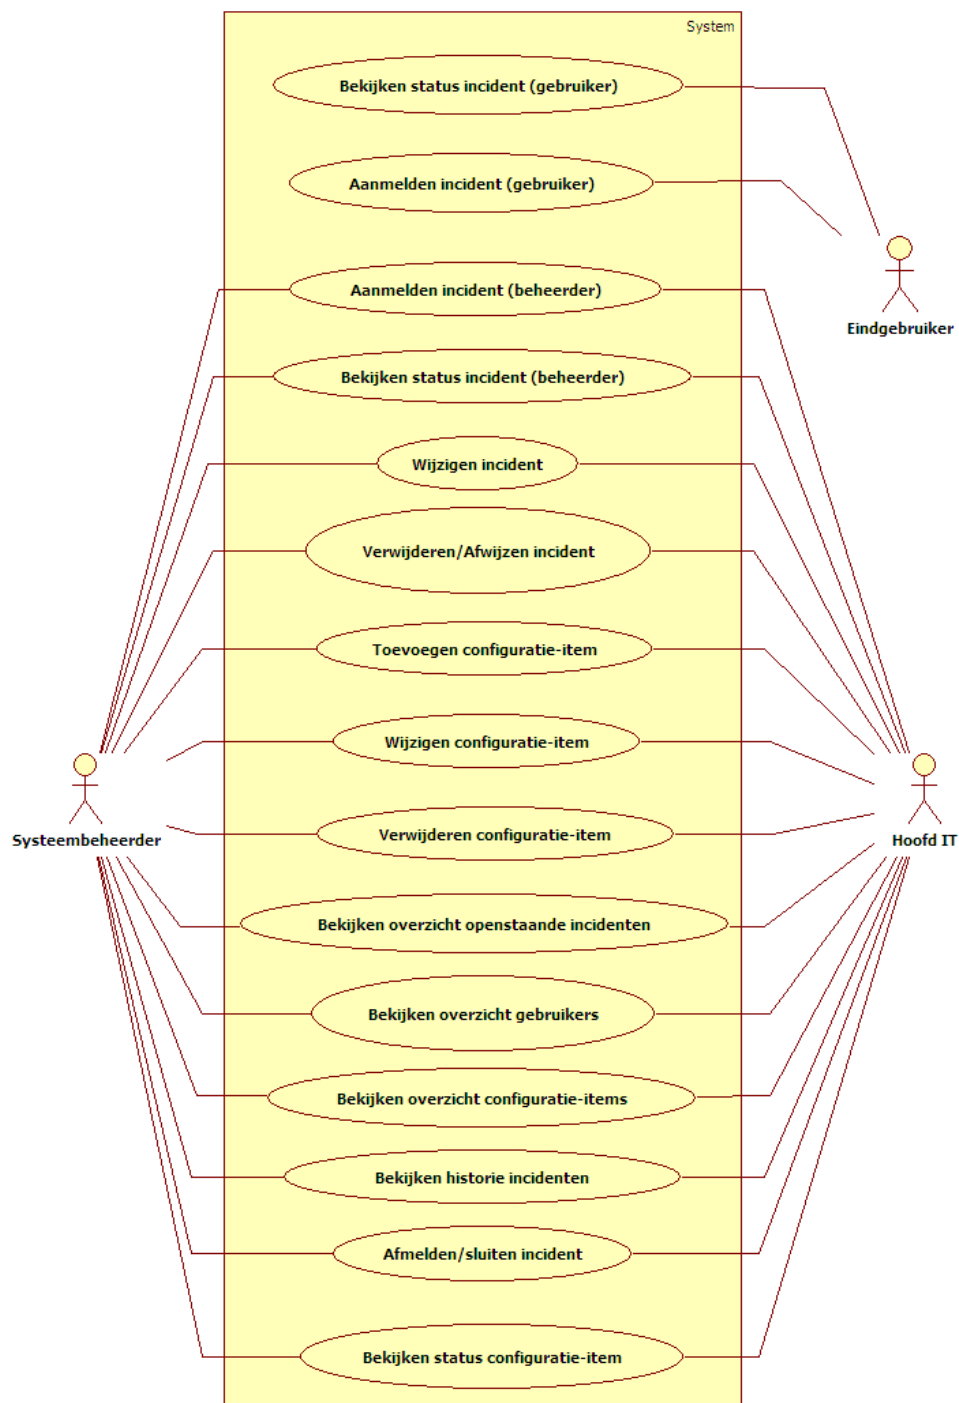 System
Bekijken status incident (gebruiker)
Aanmelden incident (gebruiker)
Aanmelden incident (beheerder)
Eindgebruiker
Bekijken status incident (beheerder)
Wijzigen incident
Verwijderen/Afwijzen incident
Toevoegen configuratie-item
Wijzigen configuratie-item
Verwijderen configuratie-item
Systeembeheerder
Hoofd IT
Bekijken overzicht openstaande incidenten
Bekijken overzicht gebruikers
Bekijken overzicht configuratie-items
Bekijken historie incidenten
Afmelden/sluiten incident
Bekijken status configuratie-item